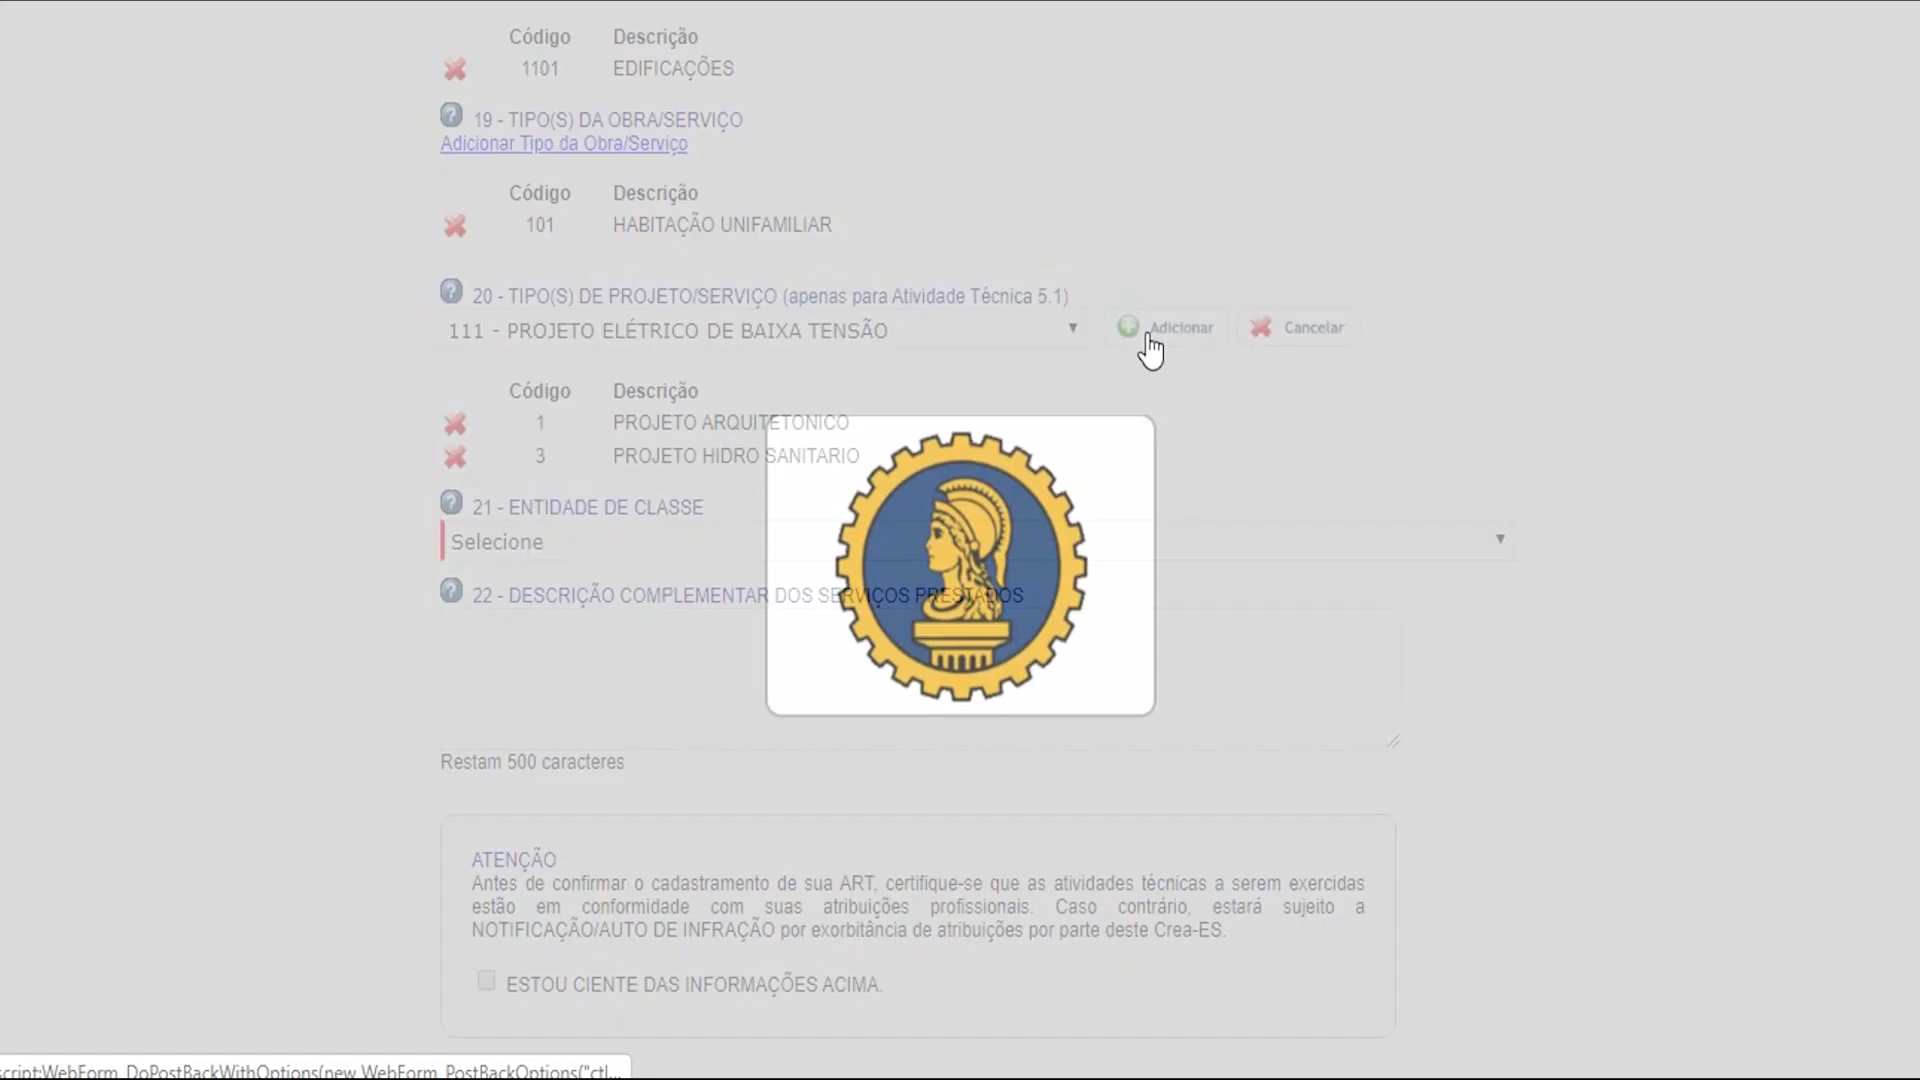 Código Descrição
1101 EDIFICAÇÕES
19 - TIPO(S) DA OBRA/SERVIÇO
Adicionar Tipo da Obra/Serviço
Código Descrição
101 HABITAÇÃO UNIFAMILIAR
20 - TIPO(S) DE PROJETO/SERVIÇO (apenas para Atividade Técnica 5.1)
111 - PROJETO ELÉTRICO DE BAIXA TENSÃO Adicionar Cancelar
Código Descrição
1 PROJETO ARQUITETONICO
3 PROJETO HIDRO SANITARIO
21 - ENTIDADE DE CLASSE
Selecione
22 - DESCRIÇÃO COMPLEMENTAR DOS SERVIÇOS PRESTADOS
Restam 500 caracteres
ATENÇÃO
Antes de confirmar o cadastramento de sua ART, certifique-se que as atividades técnicas a serem exercidas
estão em conformidade com suas atribuições profissionais. Caso contrário, estará sujeito a
NOTIFICAÇÃO/AUTO DE INFRAÇÃO por exorbitância de atribuições por parte deste Crea-ES.
ESTOU CIENTE DAS INFORMAÇÕES ACIMA.
script:WebForm_DoPostBackWithOptions(new WebForm_PostBackOptions("ctl...